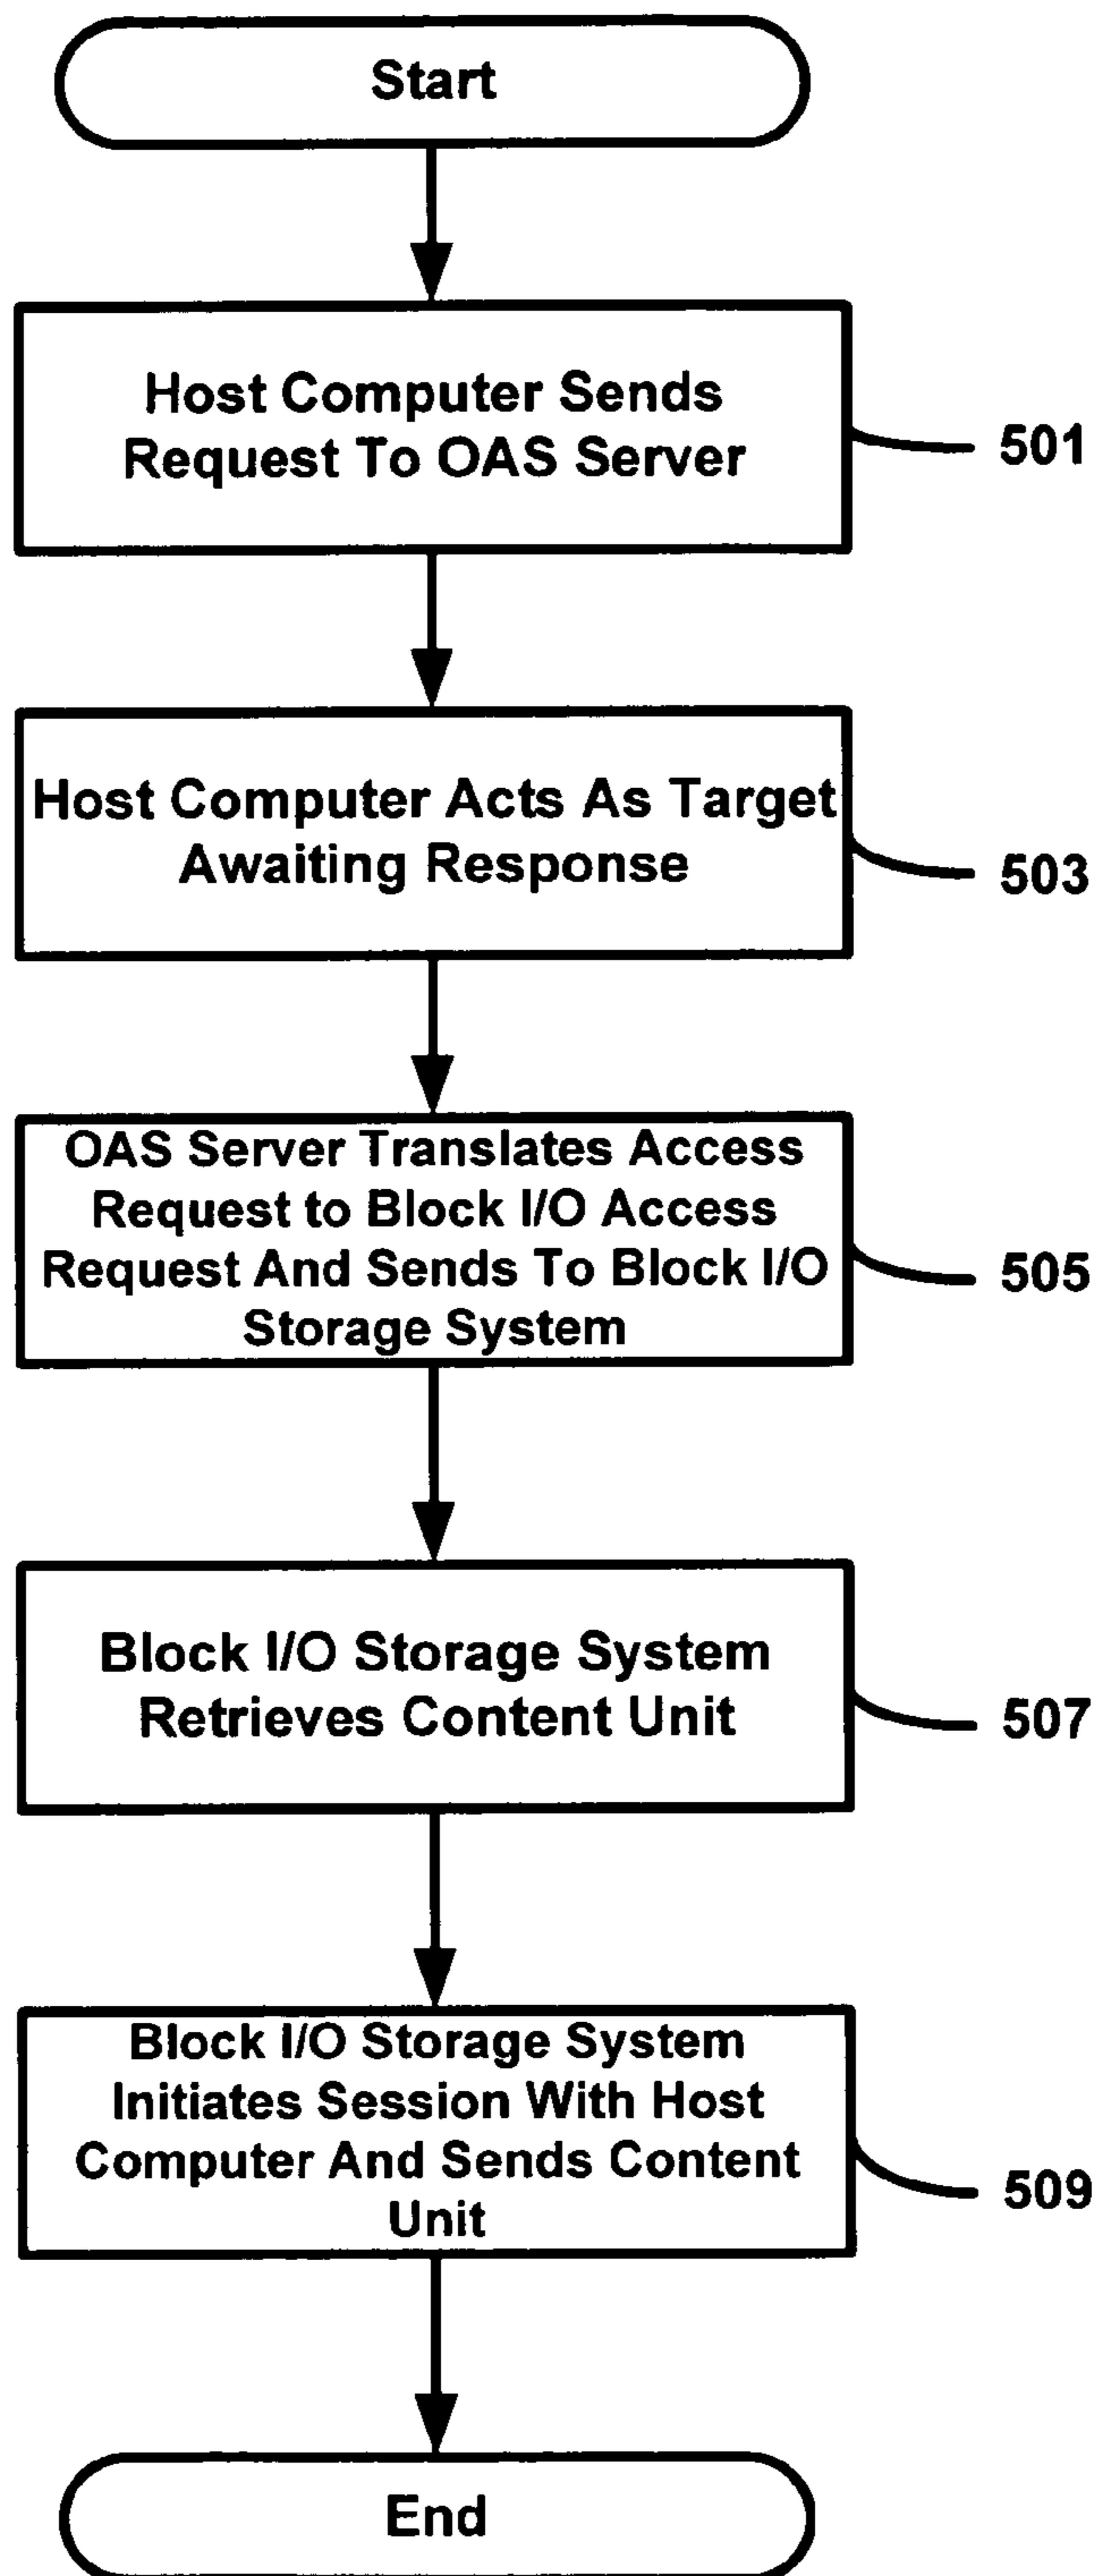 Start
Host Computer Sends
Request To OAS Server
501
Host Computer Acts As Target
Awaiting Response
503
OAS Server Translates Access
Request to Block I/O Access
Request And Sends To Block I/O
Storage System
505
Block I/O Storage System
Retrieves Content Unit
507
Block I/O Storage System
Initiates Session With Host
Computer And Sends Content
Unit
509
End